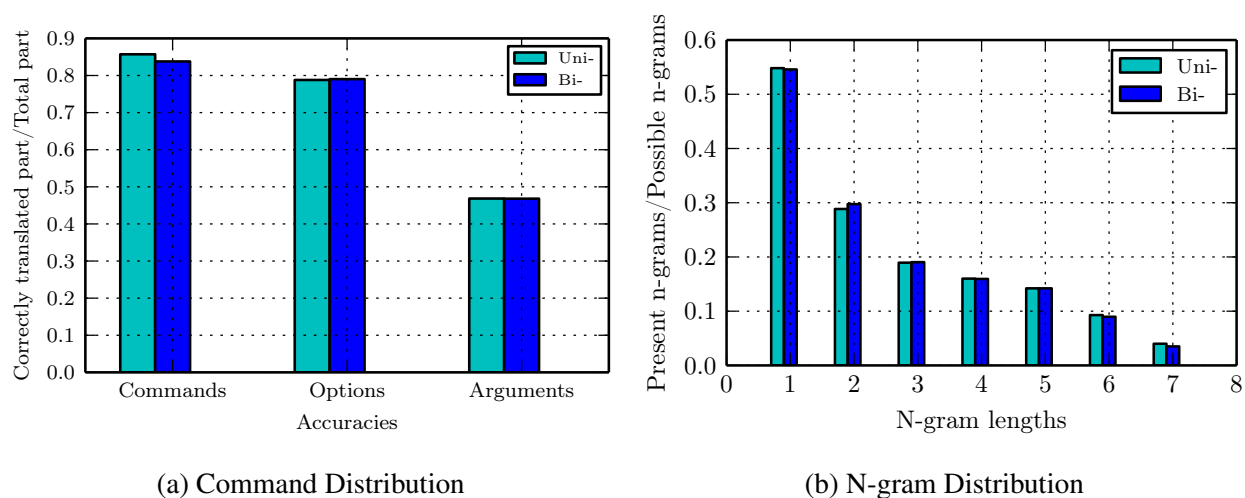 Correctly translated part/Total part
0.9
0.8
0.7
0.6
0.5
0.4
0.3
0.2
0.1
0.0
Uni-
Bi-
Commands Options Arguments
Accuracies
(a) Command Distribution
Present n-grams/Possible n-grams
0.6
0.5
0.4
0.3
0.2
0.1
0.0
Uni-
Bi-
0 1 2 3 4 5 6 7 8
N-gram lengths
(b) N-gram Distribution